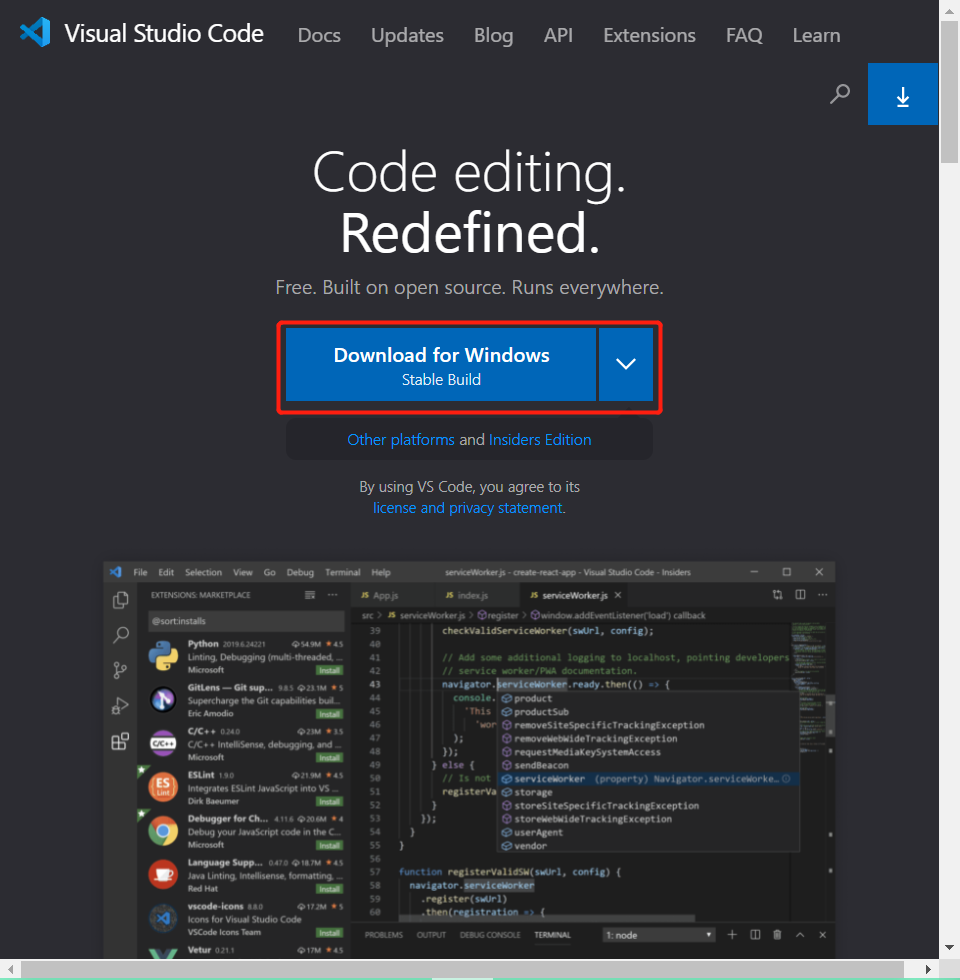 Visual Studio Code Docs Updates Blog API Extensions FAQ Learn
Code editing.
Redefined.
Free. Built on open source. Runs everywhere.
Download for Windows
Stable Build
Other platforms and Insiders Edition
By using VS Code, you agree to its
license and privacy statement.
File Edit Selection View Go Debug Terminal Help serviceWorker.js - create-react-app - Visual Studio Code - Insiders
EXTENSIONS: MARKETPLACE
@sort:installs
Python 2019.6.24221 54.9M 4.5
Linting, Debugging (multi-threaded, ...
Microsoft Install
GitLens — Git sup... 9.8.5 23.1M 5
Supercharge the Git capabilities buil...
Eric Amodio Install
C/C++ 0.24.0 23M 3.5
C/C++ IntelliSense, debugging, and ...
Microsoft Install
ESLint 1.9.0 21.9M 4.5
Integrates ESLint JavaScript into VS ...
Dirk Baeumer Install
Debugger for Ch... 4.11.6 20.6M 4
Debug your JavaScript code in the C...
Microsoft Install
Language Supp... 0.47.0 18.7M 4.5
Java Linting, Intellisense, formatting, ...
Red Hat Install
vscode-icons 8.8.0 17.2M 5
Icons for Visual Studio Code
VSCode Icons Team Install
Vetur 0.21.1 17M 4.5
JS App.js JS index.js JS serviceWorker.js
src > JS serviceWorker.js > register > window.addEventListener('load') callback
39 checkValidServiceWorker(swUrl, config);
40
41 // Add some additional logging to localhost, pointing developers
42 // service worker/PWA documentation.
43 navigator.serviceWorker.ready.then(() => {
44 console.
45 'This
46 'wor
47 );
48 });
49 } else {
50 // Is not
51 registerVa
52 }
53 });
54 }
55 }
56
57 function registerValidSW(swUrl, config) {
58 navigator.serviceWorker
59 .register(swUrl)
60 .then(registration => {
product
productSub
removeSiteSpecificTrackingException
removeWebWideTrackingException
requestMediaKeySystemAccess
sendBeacon
serviceWorker (property) Navigator.serviceWorke...
storage
storeSiteSpecificTrackingException
storeWebWideTrackingException
userAgent
vendor
PROBLEMS OUTPUT DEBUG CONSOLE TERMINAL 1: node